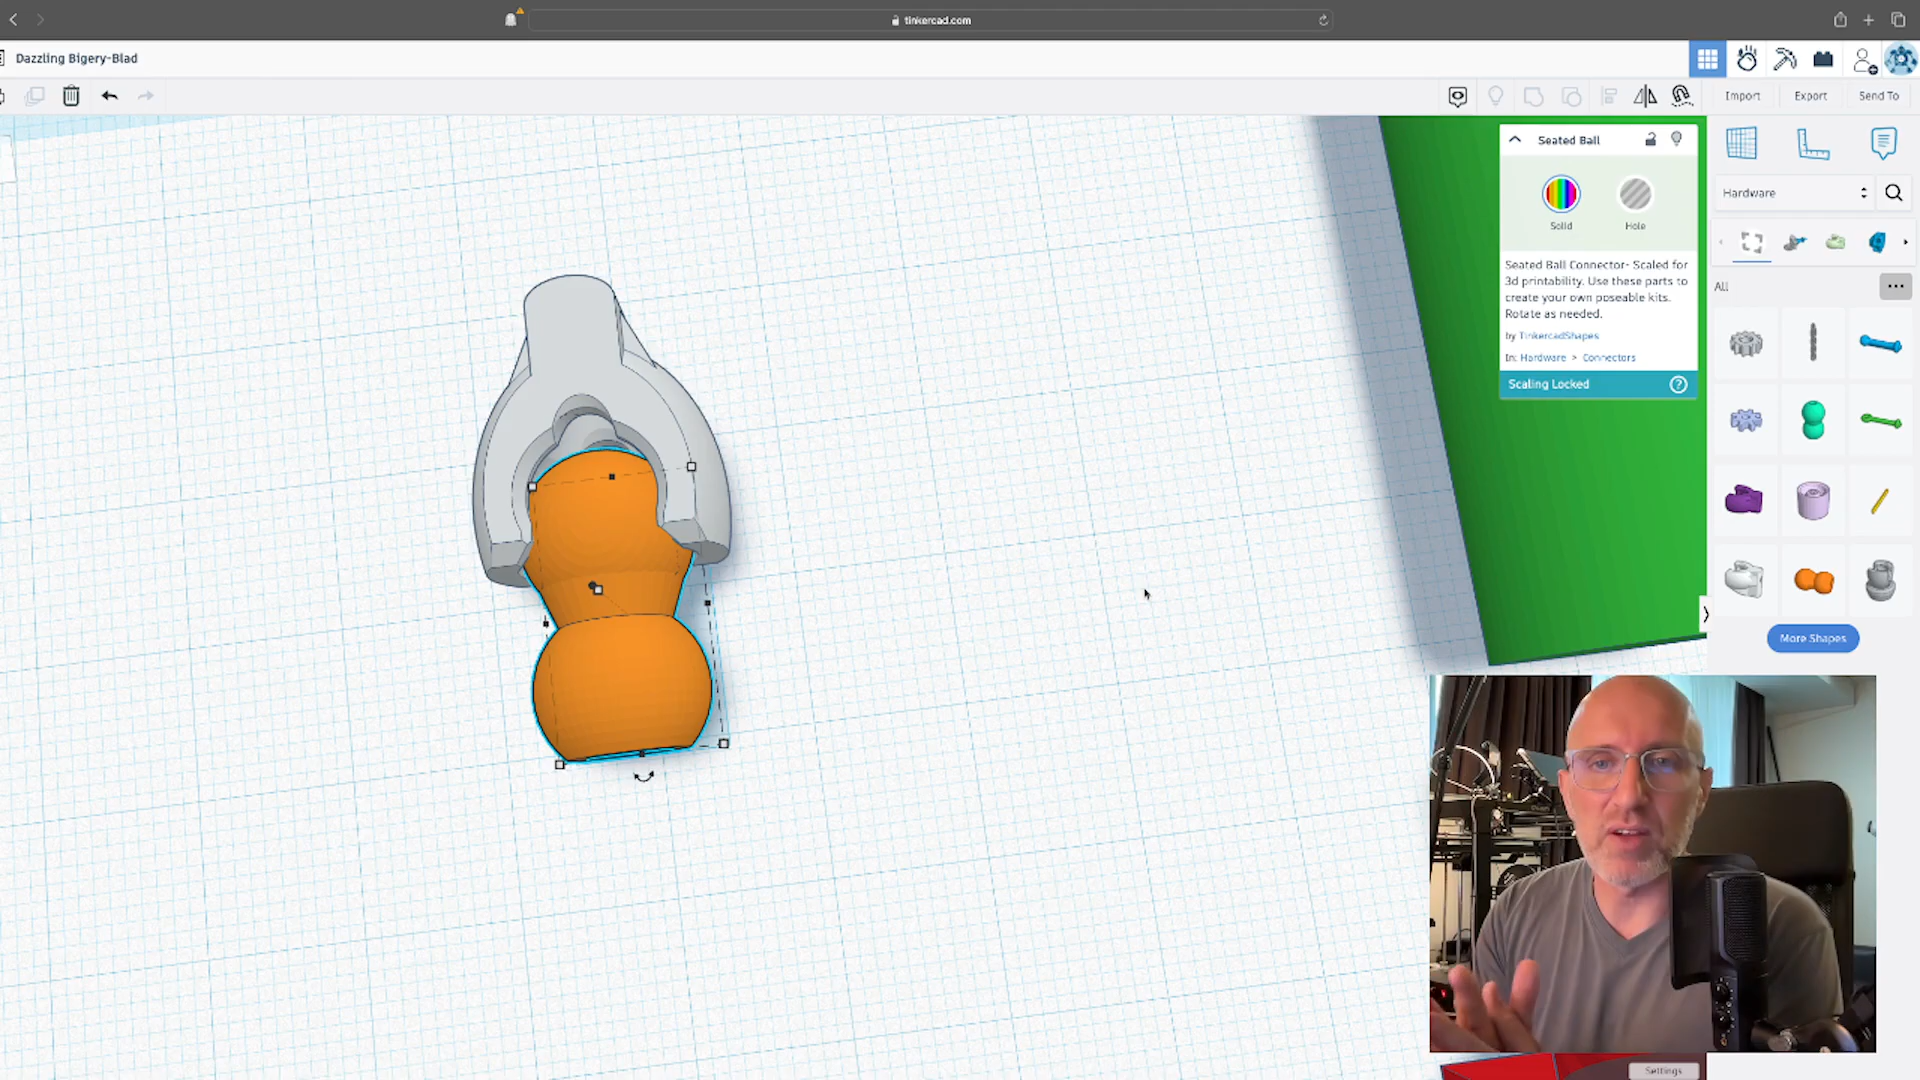 tinkercad.com
Dazzling Bigery-Blad
Import
Export
Send To
Seated Ball
Solid
Hole
Seated Ball Connector- Scaled for
3d printability. Use these parts to
create your own poseable kits.
Rotate as needed.
by TinkercadShapes
In: Hardware > Connectors
Scaling Locked
?
Hardware
All
More Shapes
Settings